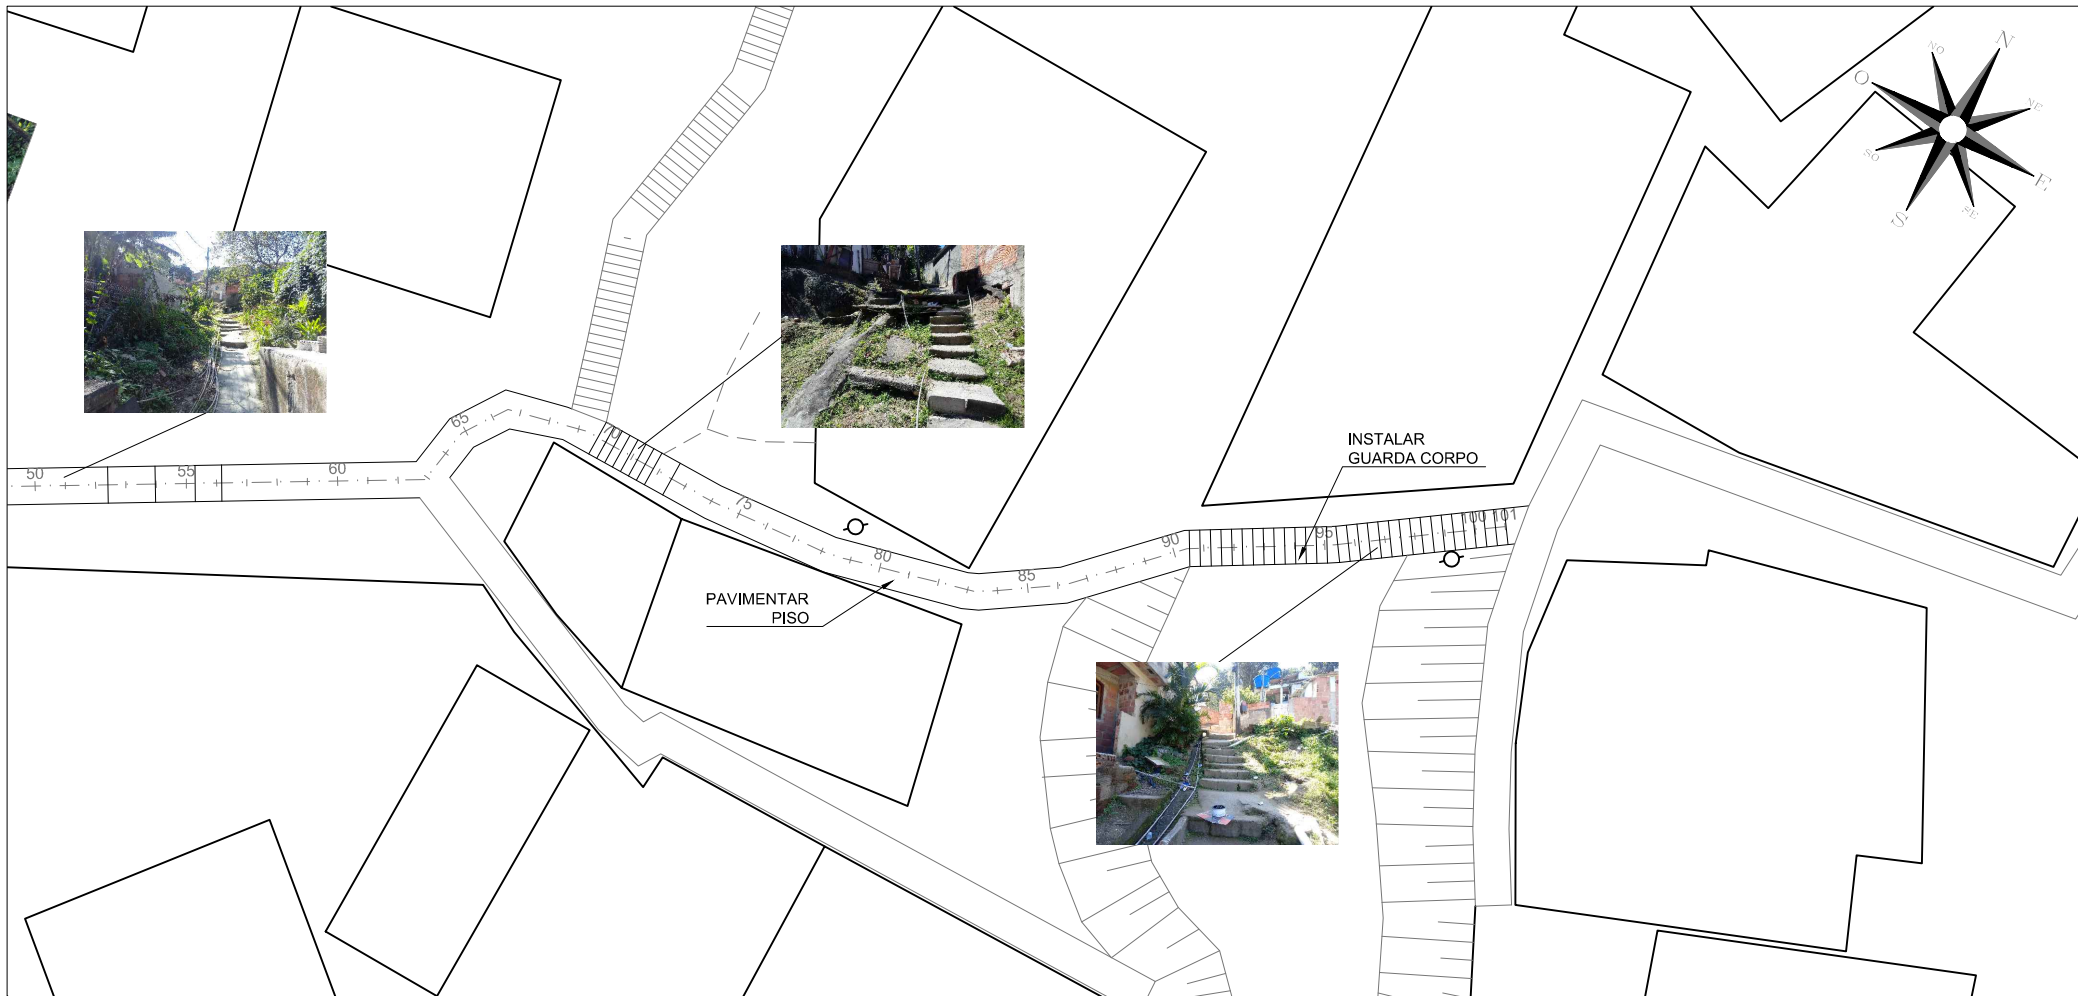 NO
N
O
NE
SO
E
SE
S
50
55
60
65
70
75
80
85
90
95
100
101
INSTALAR
GUARDA CORPO
PAVIMENTAR
PISO